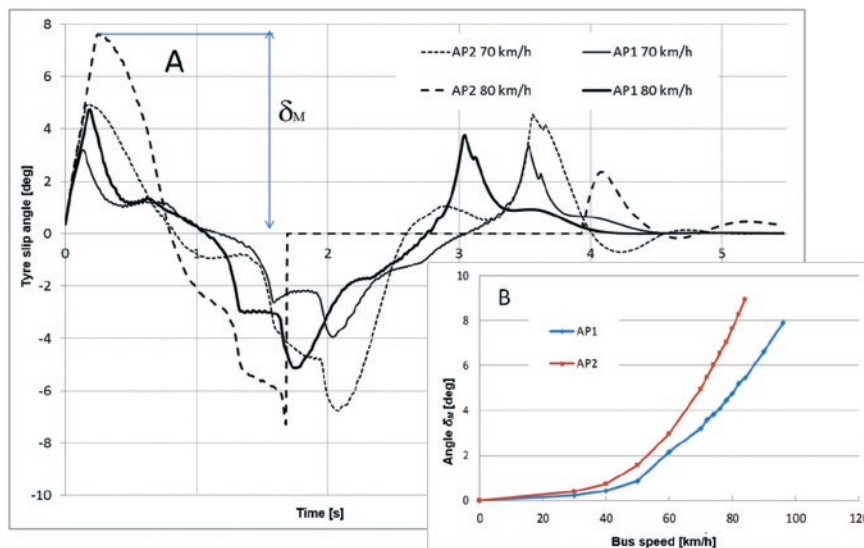 8
6
4
2
0
-2
-4
-6
-8
-10
Tyre slip angle [deg]
A
δM
AP2 70 km/h
AP1 70 km/h
AP2 80 km/h
AP1 80 km/h
0
1
2
3
4
5
Time [s]
B
10
8
6
4
2
0
Angle δM [deg]
AP1
AP2
0
20
40
60
80
100
120
Bus speed [km/h]